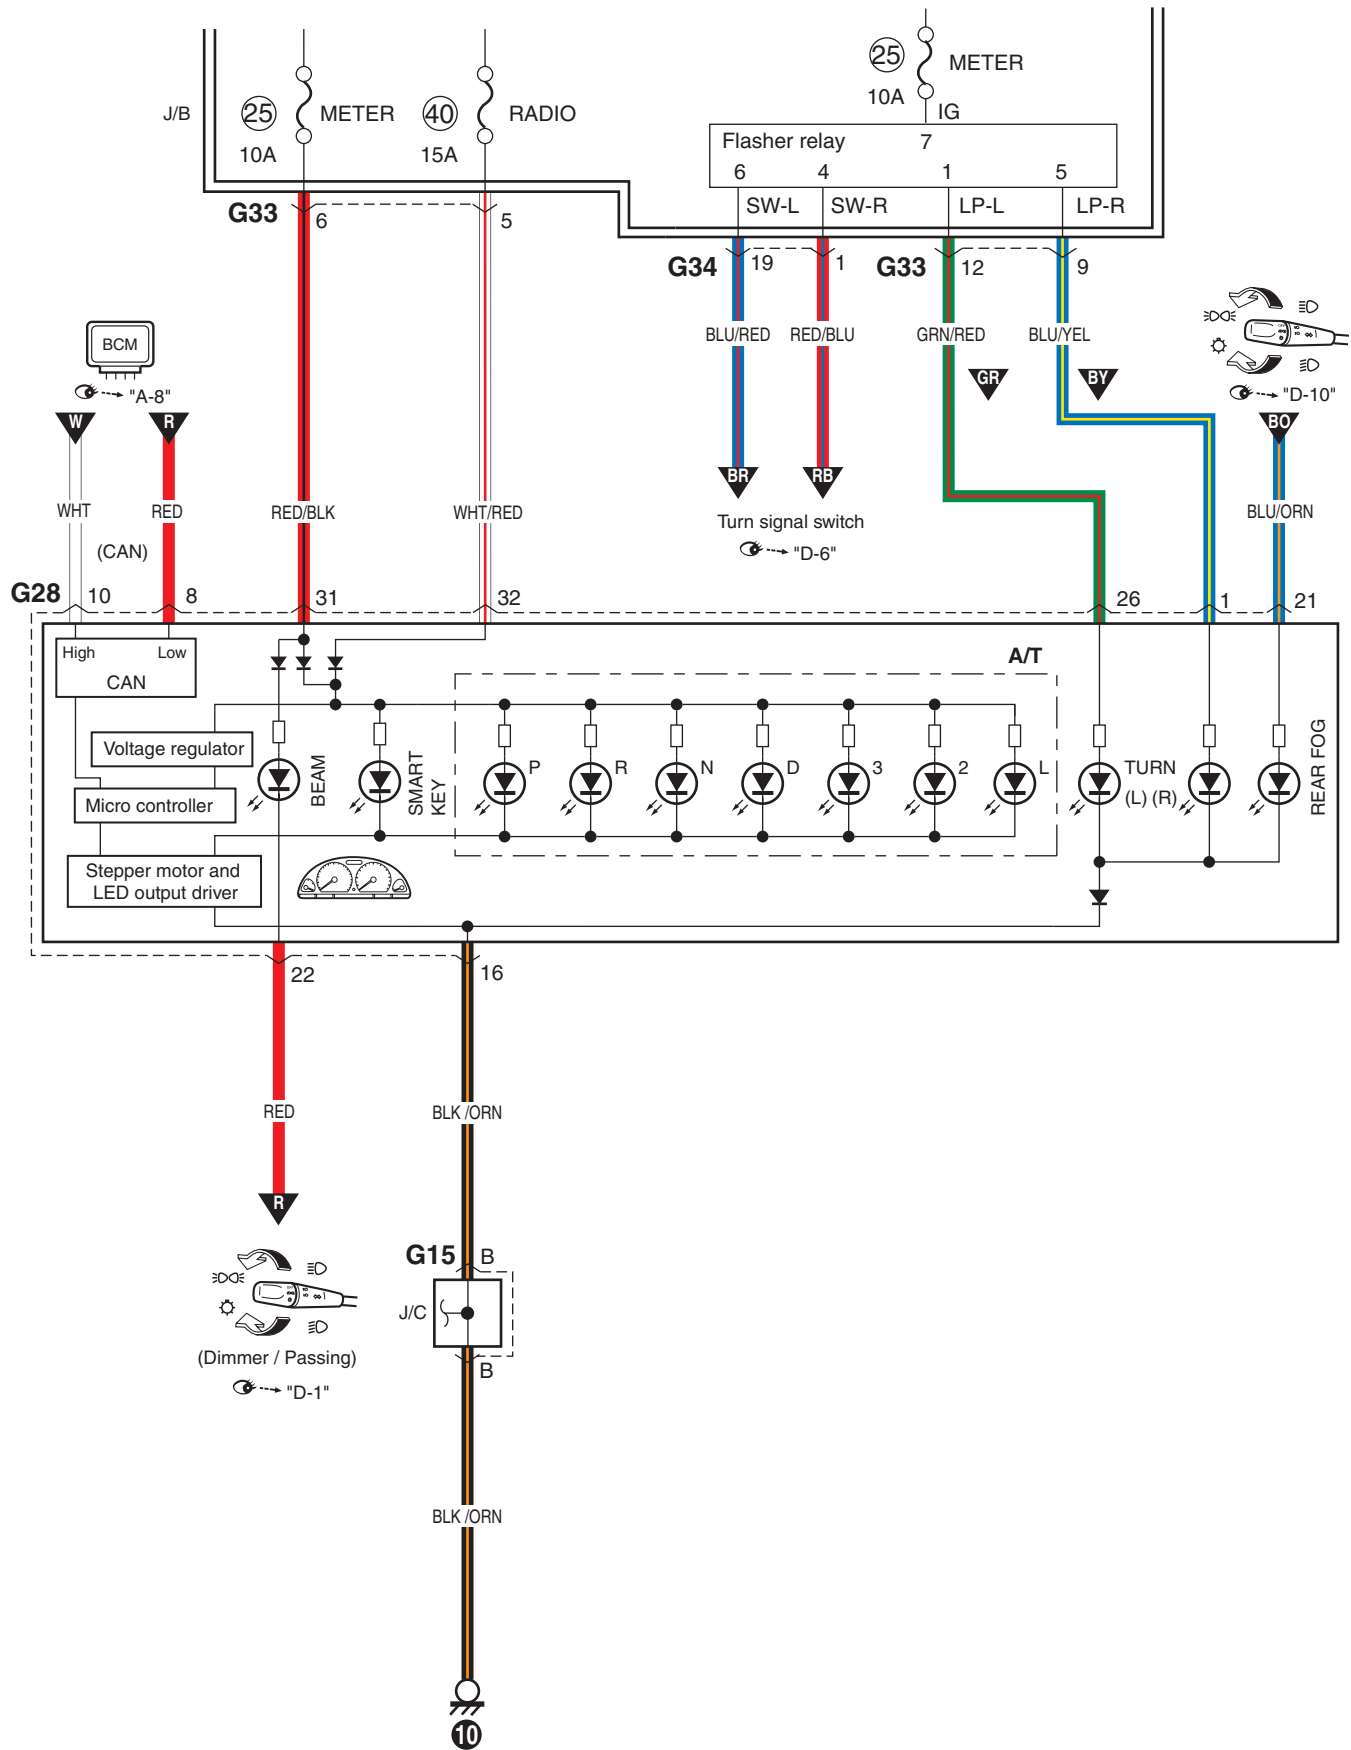 J/B
25
METER
10A
40
RADIO
15A
25
METER
10A
IG
Flasher relay
7
6
4
1
5
SW-L
SW-R
LP-L
LP-R
G33
6
5
G34
19
1
G33
12
9
BLU/RED
RED/BLU
GRN/RED
BLU/YEL
BCM
"A-8"
W
R
GR
BY
"D-10"
BO
BR
RB
WHT
RED
RED/BLK
WHT/RED
BLU/ORN
Turn signal switch
"D-6"
(CAN)
G28
10
8
31
32
26
1
21
High
Low
CAN
A/T
Voltage regulator
Micro controller
Stepper motor and
LED output driver
BEAM
SMART
KEY
P
R
N
D
3
2
L
TURN
(L) (R)
REAR FOG
22
16
RED
BLK /ORN
R
(Dimmer / Passing)
"D-1"
G15
B
J/C
B
BLK /ORN
10